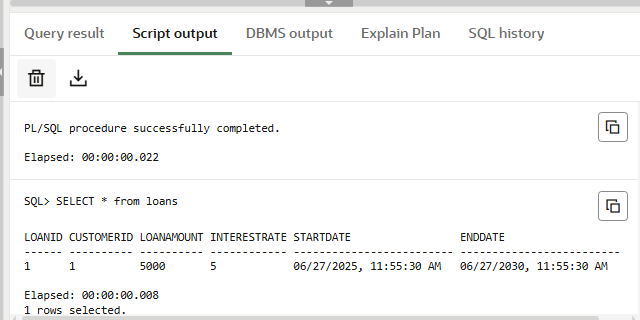 Query result Script output DBMS output Explain Plan SQL history
PL/SQL procedure successfully completed.
Elapsed: 00:00:00.022
SQL> SELECT * from loans
LOANID CUSTOMERID LOANAMOUNT INTERESTRATE STARTDATE ENDDATE
------ ---------- ---------- ------------ ------------------------ ------------------------
1 1 5000 5 06/27/2025, 11:55:30 AM 06/27/2030, 11:55:30 AM
Elapsed: 00:00:00.008
1 rows selected.